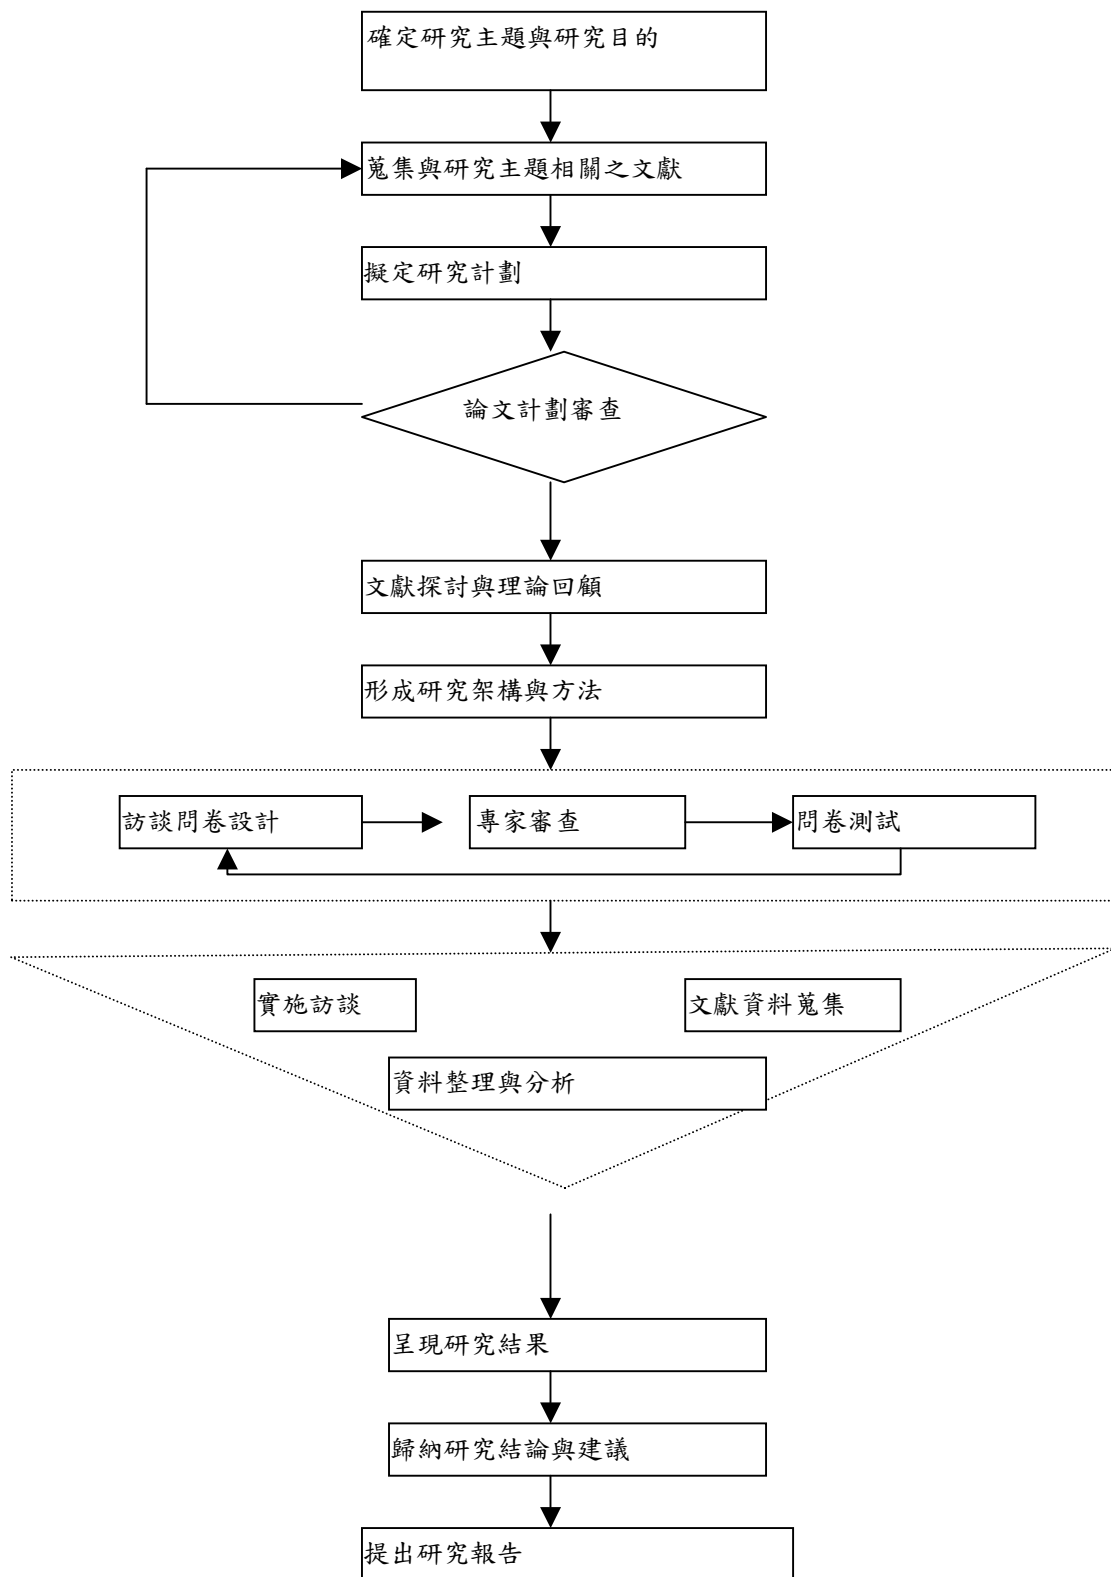 確定研究主題與研究目的
蒐集與研究主題相關之文獻
擬定研究計劃
論文計劃審查
文獻探討與理論回顧
形成研究架構與方法
訪談問卷設計
專家審查
問卷測試
實施訪談
文獻資料蒐集
資料整理與分析
呈現研究結果
歸納研究結論與建議
提出研究報告